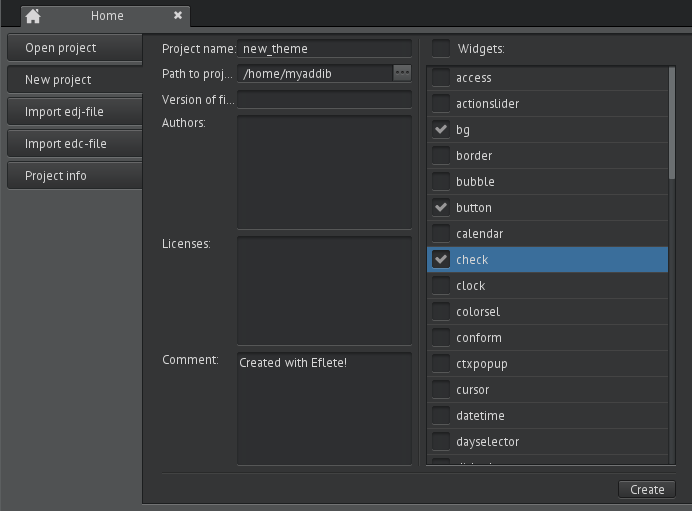 Home
Open project
New project
Import edj-file
Import edc-file
Project info
Project name:
new_theme
Path to proj...
/home/myaddib
Version of fi...
Authors:
Licenses:
Comment:
Created with Eflete!
Widgets:
access
actionslider
bg
border
bubble
button
calendar
check
clock
colorsel
conform
ctxpopup
cursor
datetime
dayselector
Create